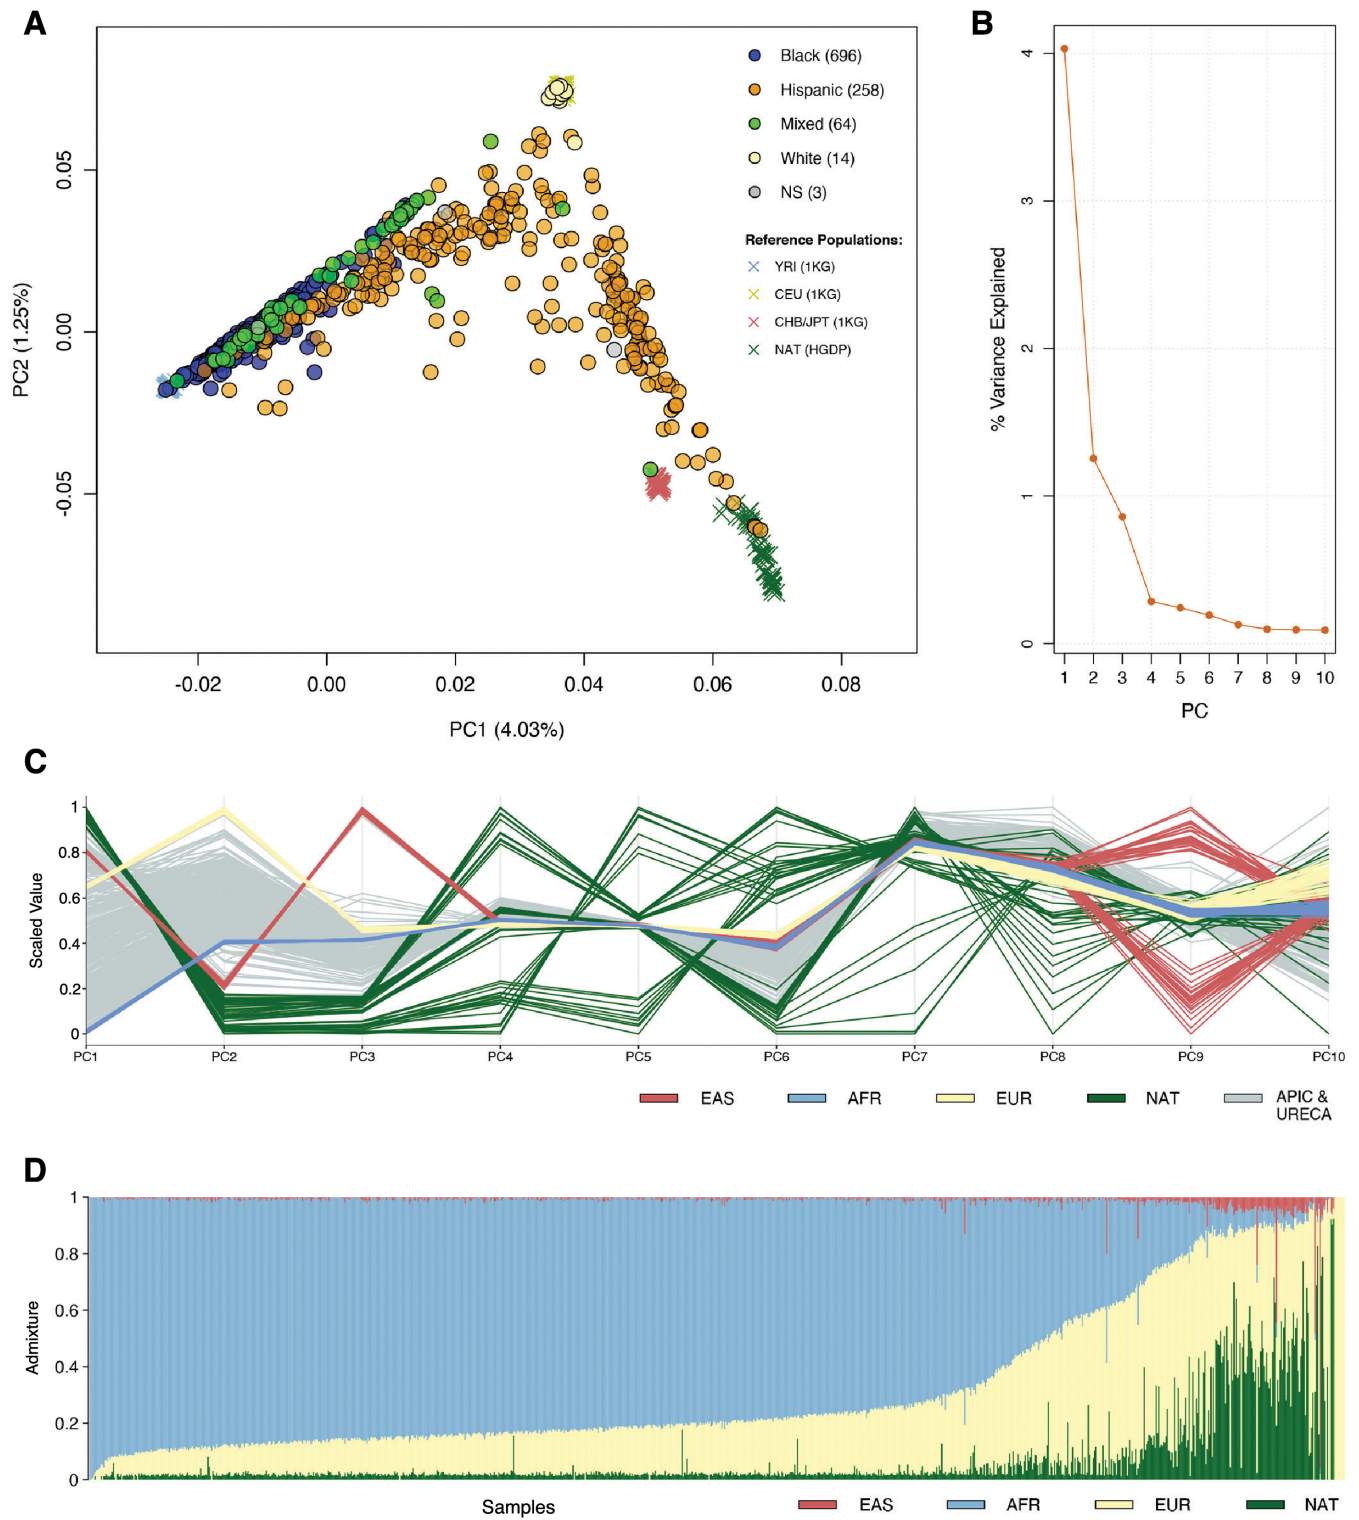 A
Black (696)
Hispanic (258)
Mixed (64)
White (14)
NS (3)
Reference Populations:
YRI (1KG)
CEU (1KG)
CHB/JPT (1KG)
NAT (HGDP)
PC2 (1.25%)
0.05
0.00
-0.05
-0.02 0.00 0.02 0.04 0.06 0.08
PC1 (4.03%)
B
% Variance Explained
4
3
2
1
0
1 2 3 4 5 6 7 8 9 10
PC
C
Scaled Value
1
0.8
0.6
0.4
0.2
0
PC1 PC2 PC3 PC4 PC5 PC6 PC7 PC8 PC9 PC10
EAS AFR EUR NAT APIC &
URECA
D
Admixture
1
0.8
0.6
0.4
0.2
0
Samples
EAS AFR EUR NAT